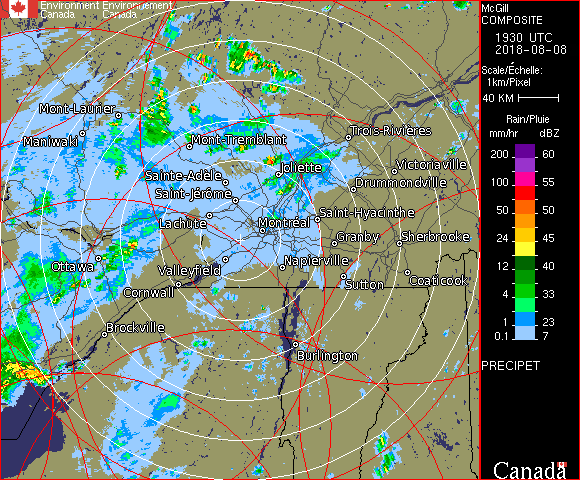 Environment Environnement
Canada Canada
McGill
COMPOSITE
1930 UTC
2018-08-08
Scale/Échelle:
1km/Pixel
40 KM
Rain/Pluie
mm/hr dBZ
200 60
100 55
50 50
24 45
12 40
4 33
1 23
0.1 7
PRECIPET
Mont-Laurier
Maniwaki
Mont-Tremblant
Trois-Rivières
Joliette
Victoriaville
Sainte-Adèle
Drummondville
Saint-Jérôme
Lachute
Montréal
Saint-Hyacinthe
Granby
Sherbrooke
Ottawa
Valleyfield
Napierville
Cornwall
Sutton
Coaticook
Brockville
Burlington
Canada